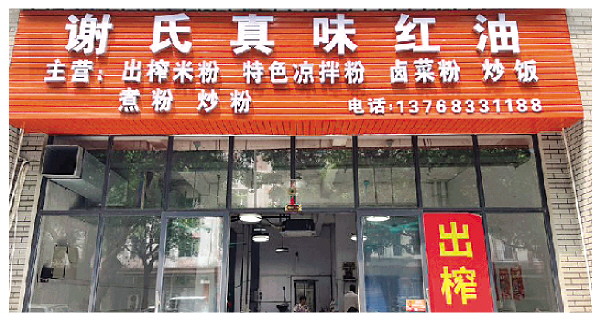 谢氏真味红油
主营：出榨米粉 特色凉拌粉 卤菜粉 炒饭
煮粉 炒粉 电话:13768331188
出榨